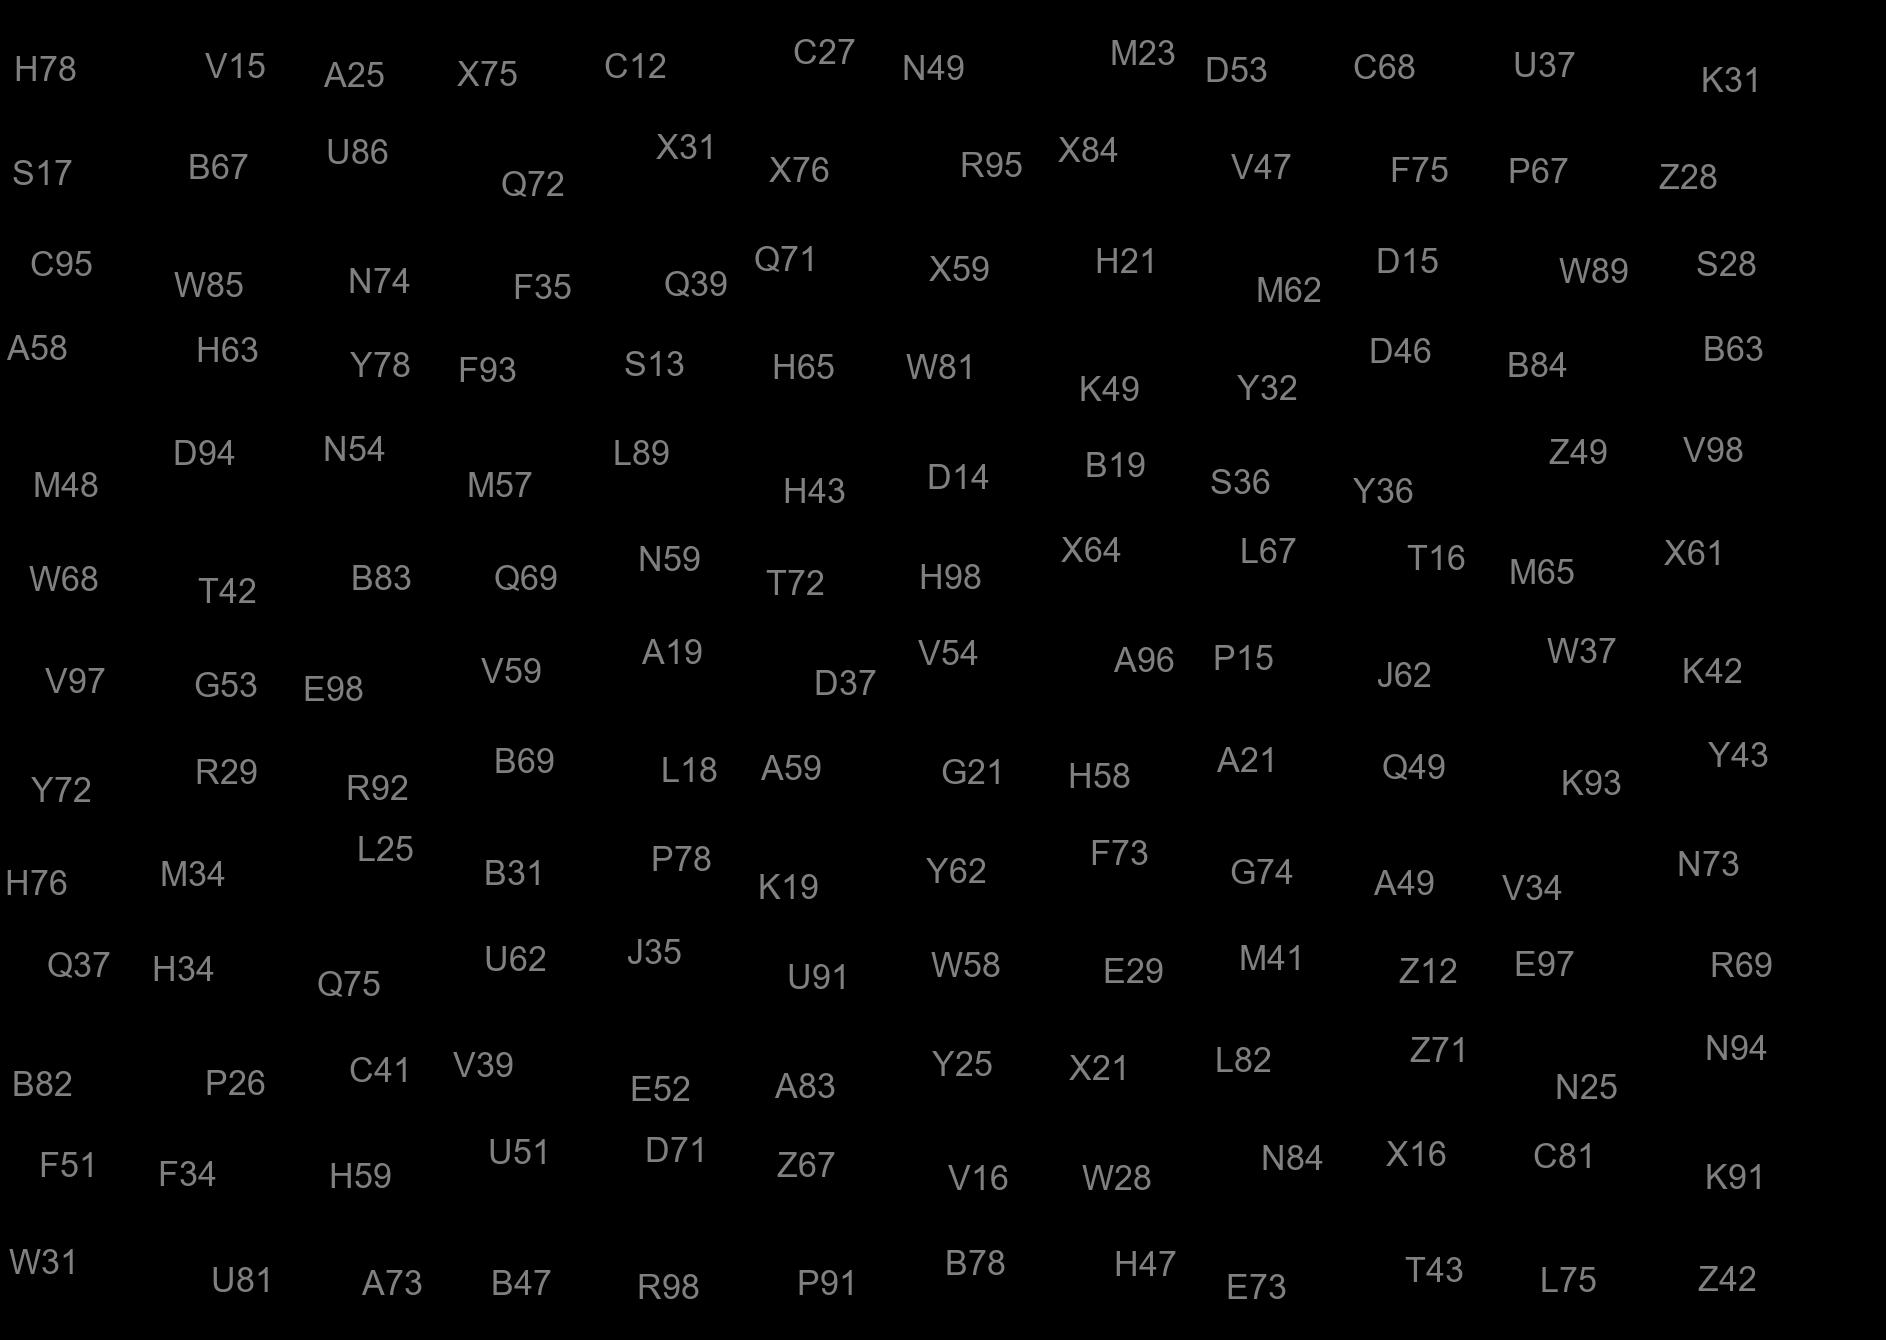 H78 V15 A25 X75 C12 C27 N49 M23 D53 C68 U37 K31
S17 B67 U86 Q72 X31 X76 R95 X84 V47 F75 P67 Z28
C95 W85 N74 F35 Q39 Q71 X59 H21 M62 D15 W89 S28
A58 H63 Y78 F93 S13 H65 W81 K49 Y32 D46 B84 B63
M48 D94 N54 M57 L89 H43 D14 B19 S36 Y36 Z49 V98
W68 T42 B83 Q69 N59 T72 H98 X64 L67 T16 M65 X61
V97 G53 E98 V59 A19 D37 V54 A96 P15 J62 W37 K42
Y72 R29 R92 B69 L18 A59 G21 H58 A21 Q49 K93 Y43
H76 M34 L25 B31 P78 K19 Y62 F73 G74 A49 V34 N73
Q37 H34 Q75 U62 J35 U91 W58 E29 M41 Z12 E97 R69
B82 P26 C41 V39 E52 A83 Y25 X21 L82 Z71 N25 N94
F51 F34 H59 U51 D71 Z67 V16 W28 N84 X16 C81 K91
W31 U81 A73 B47 R98 P91 B78 H47 E73 T43 L75 Z42